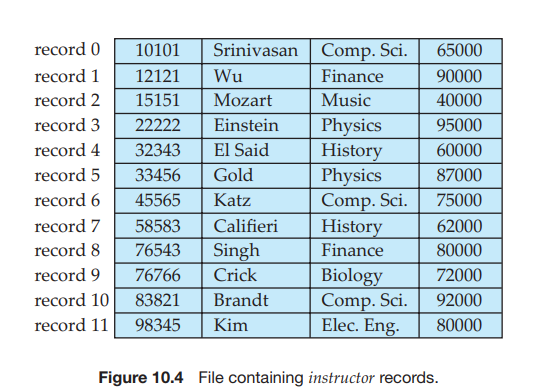 record 0 10101 Srinivasan Comp. Sci. 65000
record 1 12121 Wu Finance 90000
record 2 15151 Mozart Music 40000
record 3 22222 Einstein Physics 95000
record 4 32343 El Said History 60000
record 5 33456 Gold Physics 87000
record 6 45565 Katz Comp. Sci. 75000
record 7 58583 Califieri History 62000
record 8 76543 Singh Finance 80000
record 9 76766 Crick Biology 72000
record 10 83821 Brandt Comp. Sci. 92000
record 11 98345 Kim Elec. Eng. 80000
Figure 10.4 File containing instructor records.